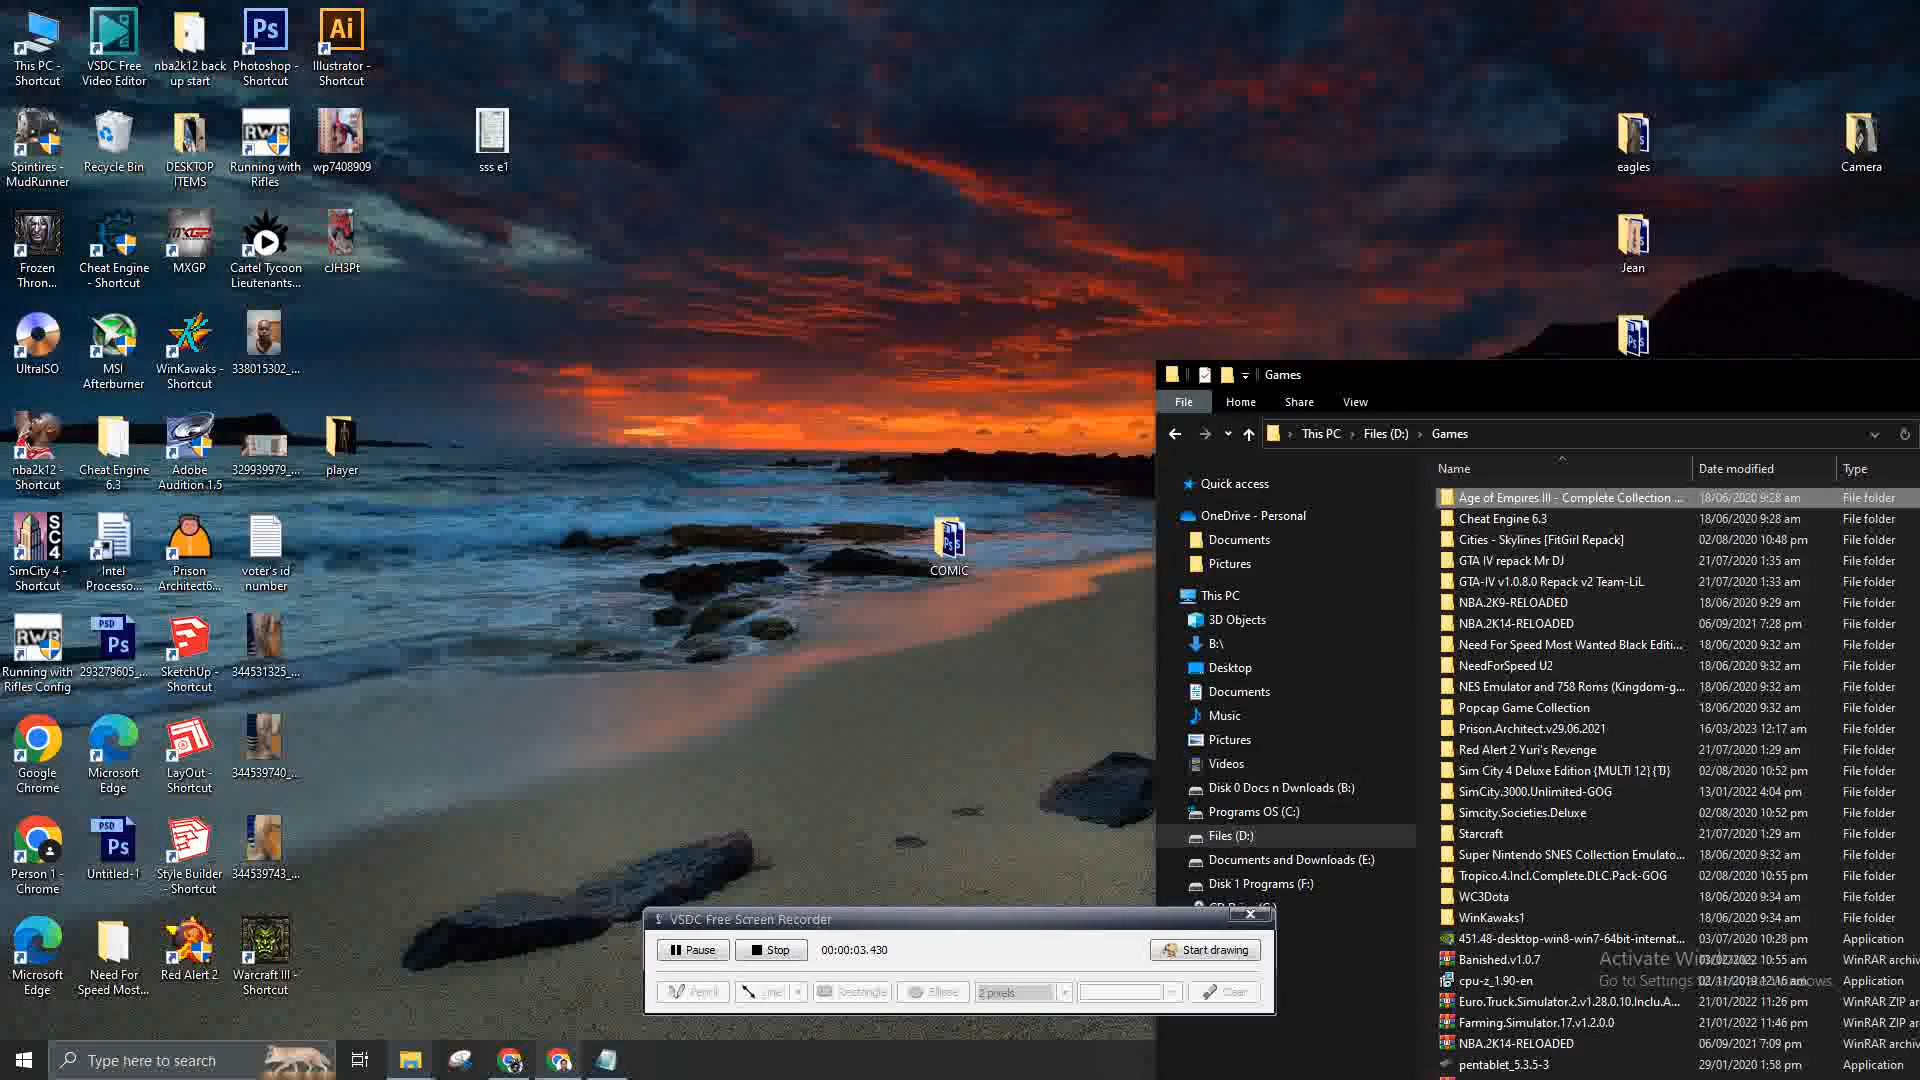 This PC -
Shortcut
VSDC Free
Video Editor
nba2k12 back
up start
Photoshop -
Shortcut
Illustrator -
Shortcut
Spintires -
MudRunner
Recycle Bin
DESKTOP
ITEMS
Running with
Rifles
wp7408909
sss e1
eagles
Camera
Frozen
Thron...
Cheat Engine
- Shortcut
MXGP
Cartel Tycoon
Lieutenants...
cJH3Pt
Jean
UltraISO
MSI
Afterburner
WinKawaks -
Shortcut
338015302_...
nba2k12 -
Shortcut
Cheat Engine
6.3
Adobe
Audition 1.5
329939979_...
player
SimCity 4 -
Shortcut
Intel
Processo...
Prison
Architect6...
voter's id
number
COMIC
Running with
Rifles Config
293279605_...
SketchUp -
Shortcut
344531325_...
Google
Chrome
Microsoft
Edge
LayOut -
Shortcut
344539740_...
Person 1 -
Chrome
Untitled-1
Style Builder
- Shortcut
344539743_...
Microsoft
Edge
Need For
Speed Most...
Red Alert 2
Warcraft III -
Shortcut
Games
File Home Share View
This PC › Files (D:) › Games
Name Date modified Type
Quick access
OneDrive - Personal
Documents
Pictures
This PC
3D Objects
B:\
Desktop
Documents
Music
Pictures
Videos
Disk 0 Docs n Dwnloads (B:)
Programs OS (C:)
Files (D:)
Documents and Downloads (E:)
Disk 1 Programs (F:)
Age of Empires III - Complete Collection ... 18/06/2020 9:28 am File folder
Cheat Engine 6.3 18/06/2020 9:28 am File folder
Cities - Skylines [FitGirl Repack] 02/08/2020 10:48 pm File folder
GTA IV repack Mr DJ 21/07/2020 1:35 am File folder
GTA-IV v1.0.8.0 Repack v2 Team-LiL 21/07/2020 1:33 am File folder
NBA.2K9-RELOADED 18/06/2020 9:29 am File folder
NBA.2K14-RELOADED 06/09/2021 7:28 pm File folder
Need For Speed Most Wanted Black Editi... 18/06/2020 9:32 am File folder
NeedForSpeed U2 18/06/2020 9:32 am File folder
NES Emulator and 758 Roms (Kingdom-g... 18/06/2020 9:32 am File folder
Popcap Game Collection 18/06/2020 9:32 am File folder
Prison.Architect.v29.06.2021 16/03/2023 12:17 am File folder
Red Alert 2 Yuri's Revenge 21/07/2020 1:29 am File folder
Sim City 4 Deluxe Edition {MULTI 12} {TJ} 02/08/2020 10:52 pm File folder
SimCity.3000.Unlimited-GOG 13/01/2022 4:04 pm File folder
Simcity.Societies.Deluxe 02/08/2020 10:52 pm File folder
Starcraft 21/07/2020 1:29 am File folder
Super Nintendo SNES Collection Emulato... 18/06/2020 9:32 am File folder
Tropico.4.Incl.Complete.DLC.Pack-GOG 02/08/2020 10:55 pm File folder
WC3Dota 18/06/2020 9:34 am File folder
WinKawaks1 18/06/2020 9:34 am File folder
451.48-desktop-win8-win7-64bit-internat... 03/07/2020 10:28 pm Application
Banished.v1.0.7 03/02/2022 10:55 am WinRAR archiv
cpu-z_1.90-en 02/11/2019 12:16 am Application
Euro.Truck.Simulator.2.v1.28.0.10.Inclu.A... 21/01/2022 11:26 pm WinRAR ZIP ar
Farming.Simulator.17.v1.2.0.0 21/01/2022 11:46 pm WinRAR ZIP ar
NBA.2K14-RELOADED 06/09/2021 7:09 pm WinRAR archiv
pentablet_5.3.5-3 29/01/2020 1:58 pm Application
VSDC Free Screen Recorder
Pause Stop 00:00:03.430 Start drawing
Pencil Line Rectangle Ellipse 2 pixels Clear
Type here to search